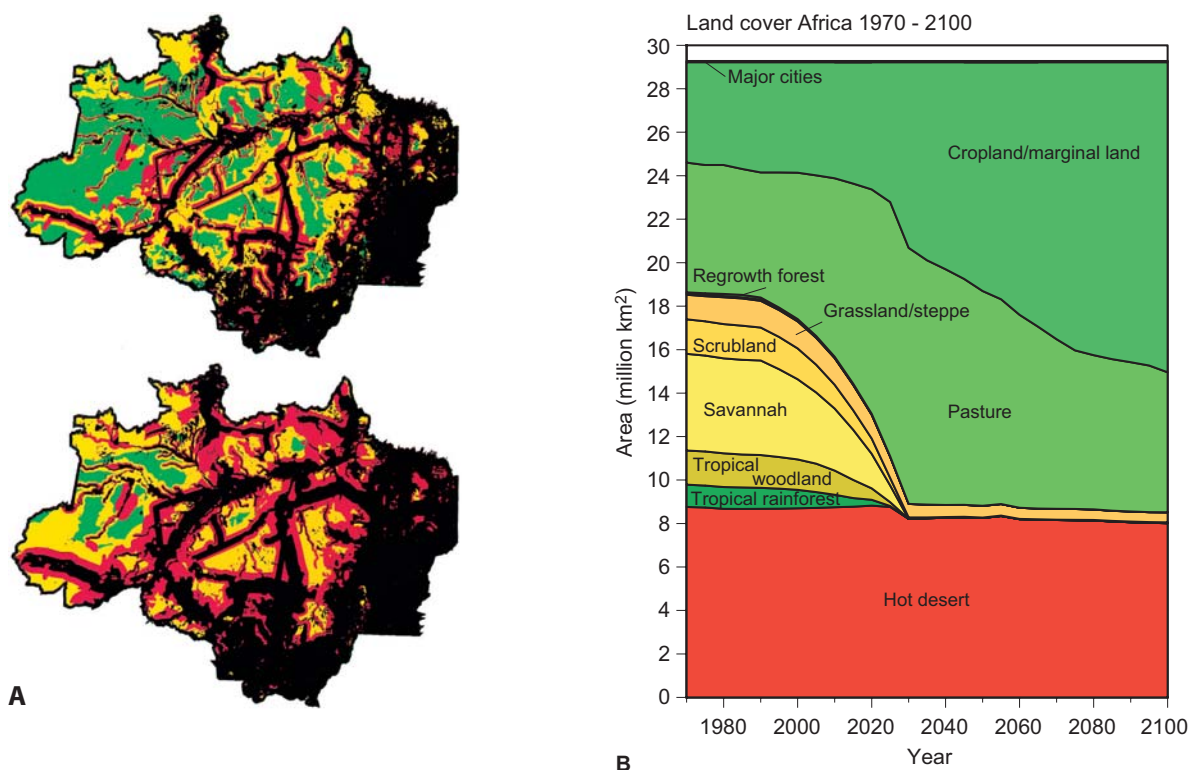 A
Land cover Africa 1970 - 2100
Area (million km²)
30
28
26
24
22
20
18
16
14
12
10
8
6
4
2
0
Major cities
Cropland/marginal land
Regrowth forest
Grassland/steppe
Scrubland
Savannah
Pasture
Tropical
woodland
Tropical rainforest
Hot desert
1980 2000 2020 2040 2060 2080 2100
Year
B